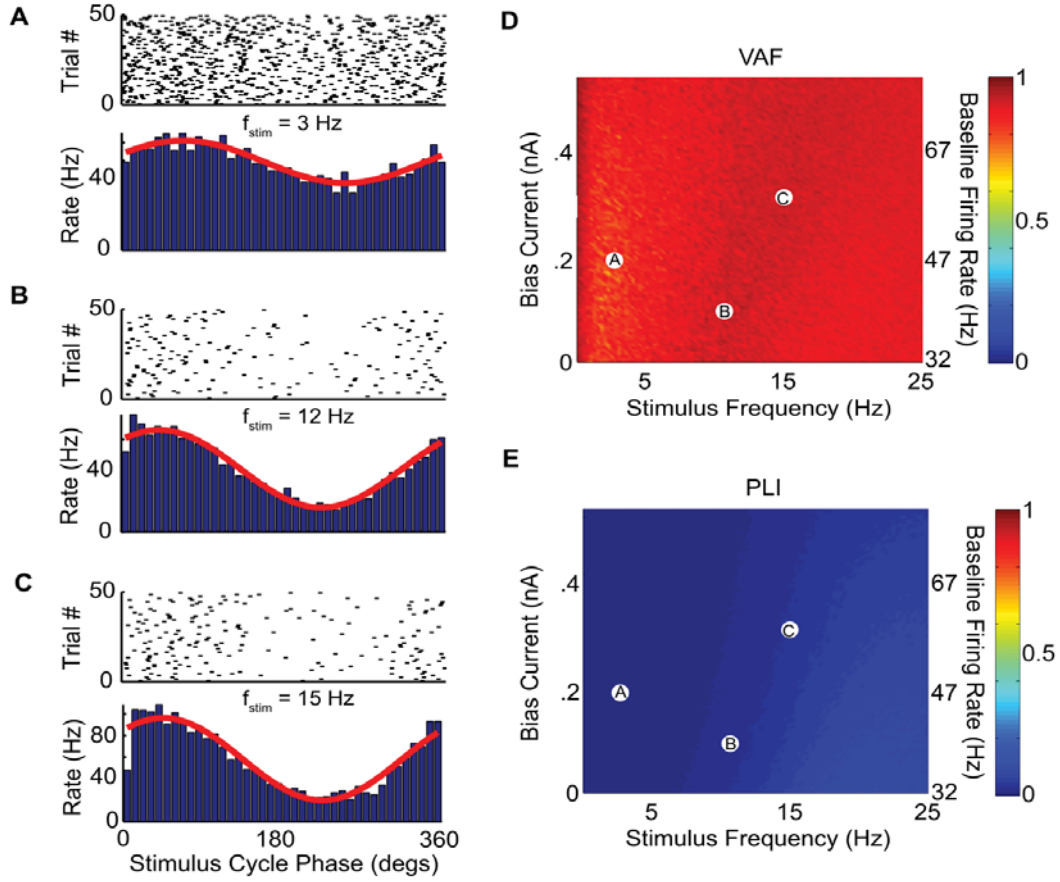 A
Trial #
50
0
f_stim = 3 Hz
Rate (Hz)
40
0
B
Trial #
50
0
f_stim = 12 Hz
Rate (Hz)
40
0
C
Trial #
50
0
f_stim = 15 Hz
Rate (Hz)
80
40
0
0 180 360
Stimulus Cycle Phase (degs)
D
VAF
Bias Current (nA)
.4
.2
0
A
B
C
5 15 25
Stimulus Frequency (Hz)
67
47
32
Baseline Firing Rate (Hz)
1
0.5
0
E
PLI
Bias Current (nA)
.4
.2
0
A
B
C
5 15 25
Stimulus Frequency (Hz)
67
47
32
Baseline Firing Rate (Hz)
1
0.5
0